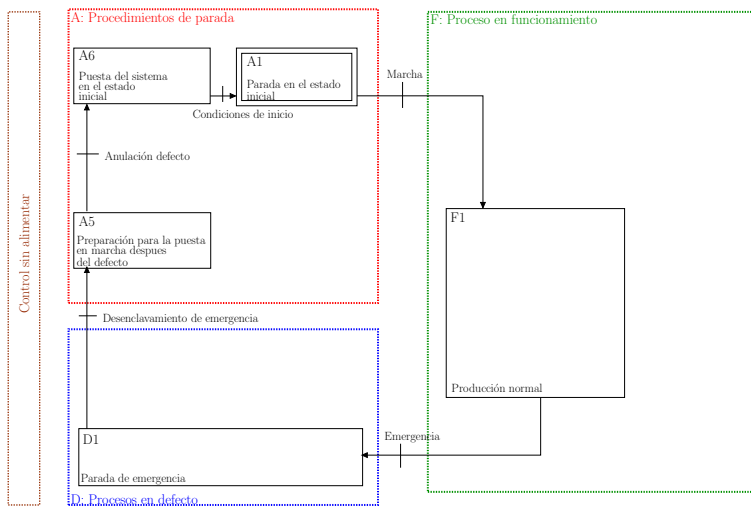 A: Procedimientos de parada
F: Proceso en funcionamiento
A6
Puesta del sistema
en el estado
inicial
A1
Parada en el estado
inicial
Marcha
Condiciones de inicio
Anulación defecto
A5
Preparación para la puesta
en marcha despues
del defecto
F1
Producción normal
Control sin alimentar
Desenclavamiento de emergencia
D1
Parada de emergencia
Emergencia
D: Procesos en defecto